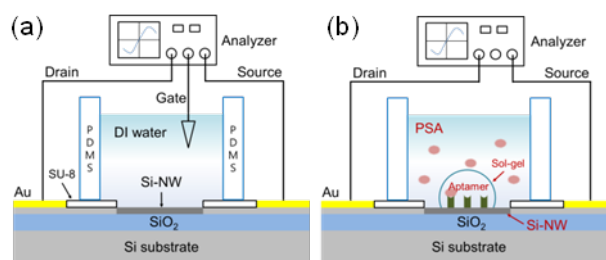 (a)
Analyzer
Drain
Source
Gate
PDMS
DI water
PDMS
SU-8
Si-NW
Au
SiO2
Si substrate
(b)
Analyzer
Drain
Source
PSA
Sol-gel
Aptamer
Au
SiO2
Si-NW
Si substrate